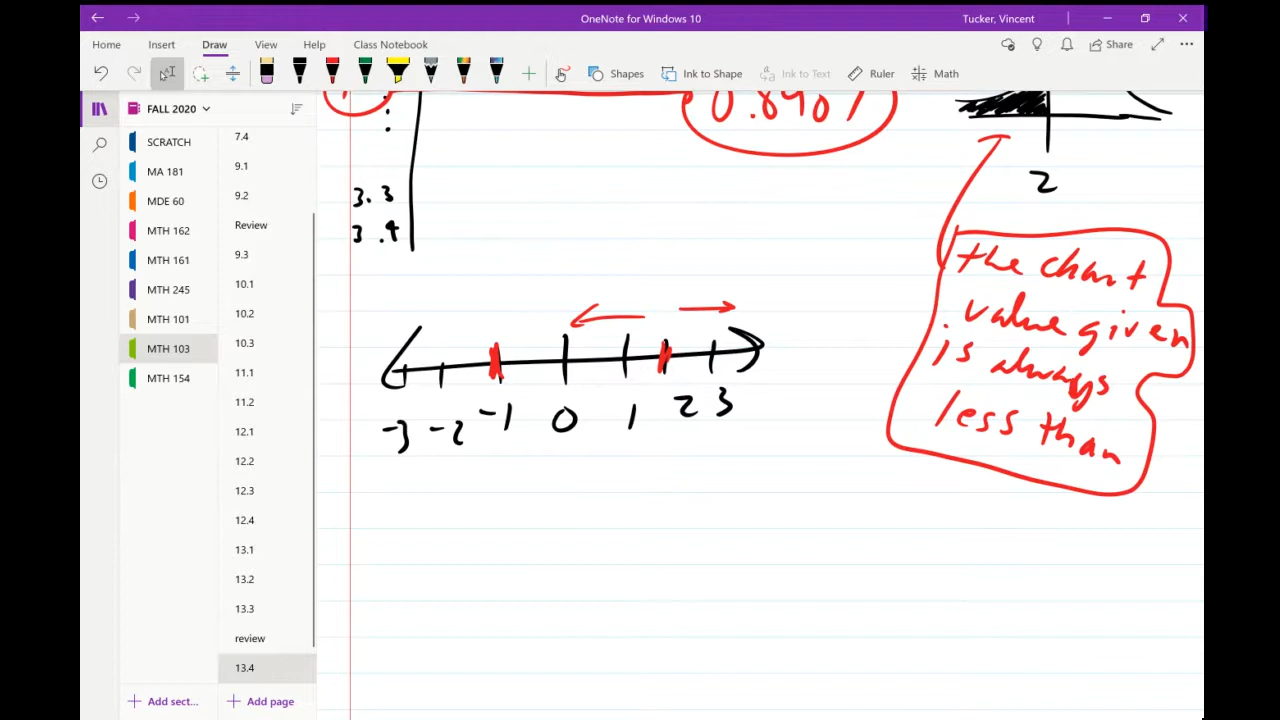 OneNote for Windows 10
Tucker, Vincent
Home Insert Draw View Help Class Notebook
Share
Shapes Ink to Shape Ink to Text Ruler Math
FALL 2020
SCRATCH
MA 181
MDE 60
MTH 162
MTH 161
MTH 245
MTH 101
MTH 103
MTH 154
Add sect...
7.4
9.1
9.2
Review
9.3
10.1
10.2
10.3
11.1
11.2
12.1
12.2
12.3
12.4
13.1
13.2
13.3
review
13.4
Add page
3.3
3.4
2
the chart
value given
is always
less than
-3 -2 -1 0 1 2 3